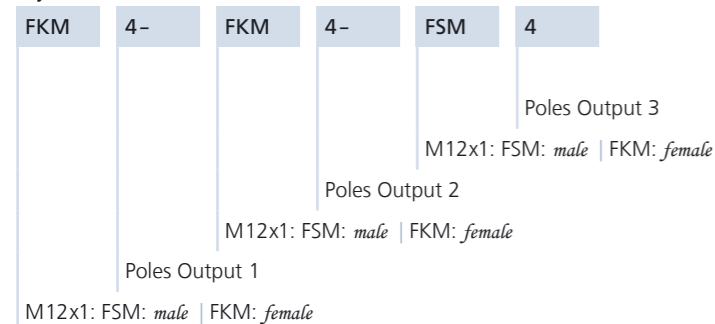 FKM 4– FKM 4– FSM 4
Poles Output 3
M12x1: FSM: male | FKM: female
Poles Output 2
M12x1: FSM: male | FKM: female
Poles Output 1
M12x1: FSM: male | FKM: female